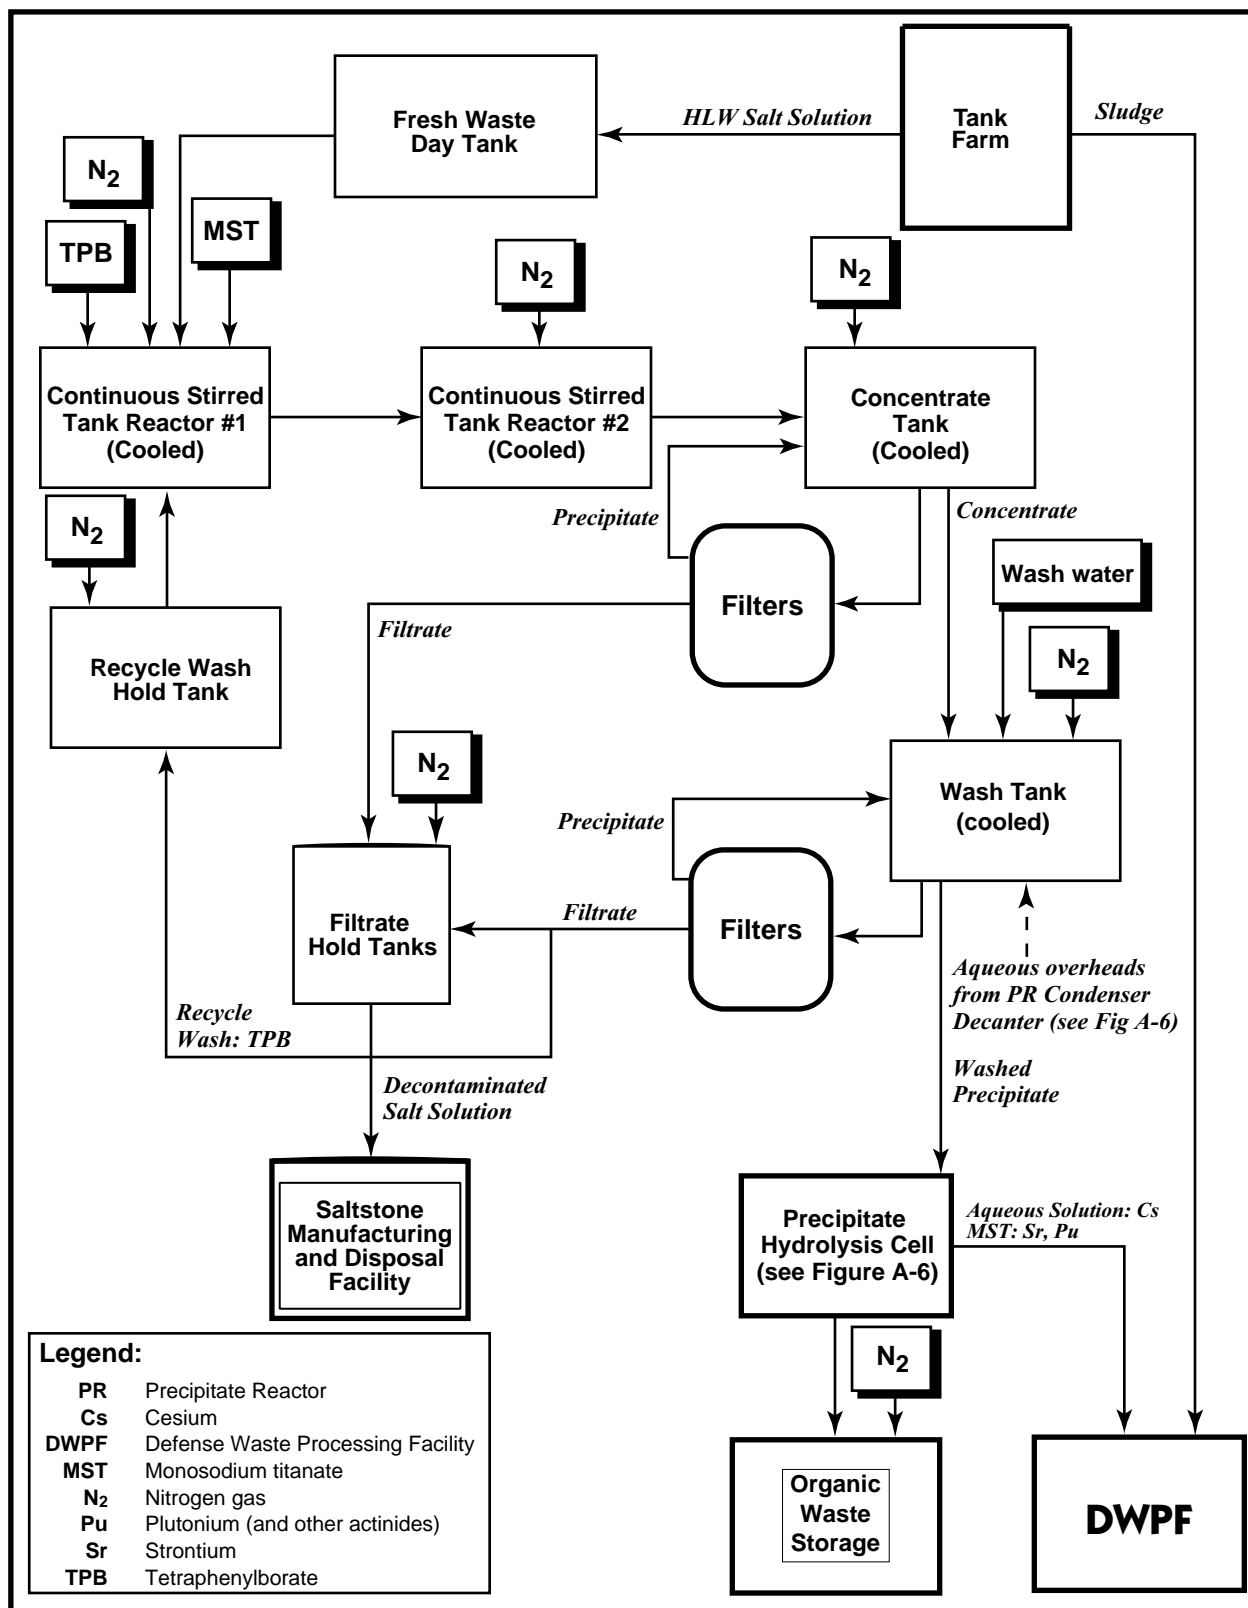 Fresh Waste
Day Tank
HLW Salt Solution
Tank
Farm
Sludge
N2
TPB
MST
N2
N2
Continuous Stirred
Tank Reactor #1
(Cooled)
Continuous Stirred
Tank Reactor #2
(Cooled)
Concentrate
Tank
(Cooled)
N2
Precipitate
Concentrate
Filters
Wash water
N2
Filtrate
Recycle Wash
Hold Tank
N2
Precipitate
Wash Tank
(cooled)
Filtrate
Hold Tanks
Filtrate
Filters
Recycle
Wash: TPB
Aqueous overheads
from PR Condenser
Decanter (see Fig A-6)
Decontaminated
Salt Solution
Washed
Precipitate
Saltstone
Manufacturing
and Disposal
Facility
Precipitate
Hydrolysis Cell
(see Figure A-6)
Aqueous Solution: Cs
MST: Sr, Pu
N2
Organic
Waste
Storage
DWPF
Legend:
PR Precipitate Reactor
Cs Cesium
DWPF Defense Waste Processing Facility
MST Monosodium titanate
N2 Nitrogen gas
Pu Plutonium (and other actinides)
Sr Strontium
TPB Tetraphenylborate